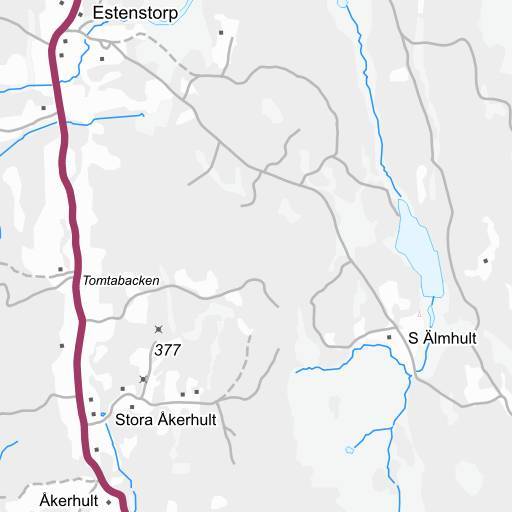 Estenstorp
Tomtabacken
377
S Älmhult
Stora Åkerhult
Åkerhult